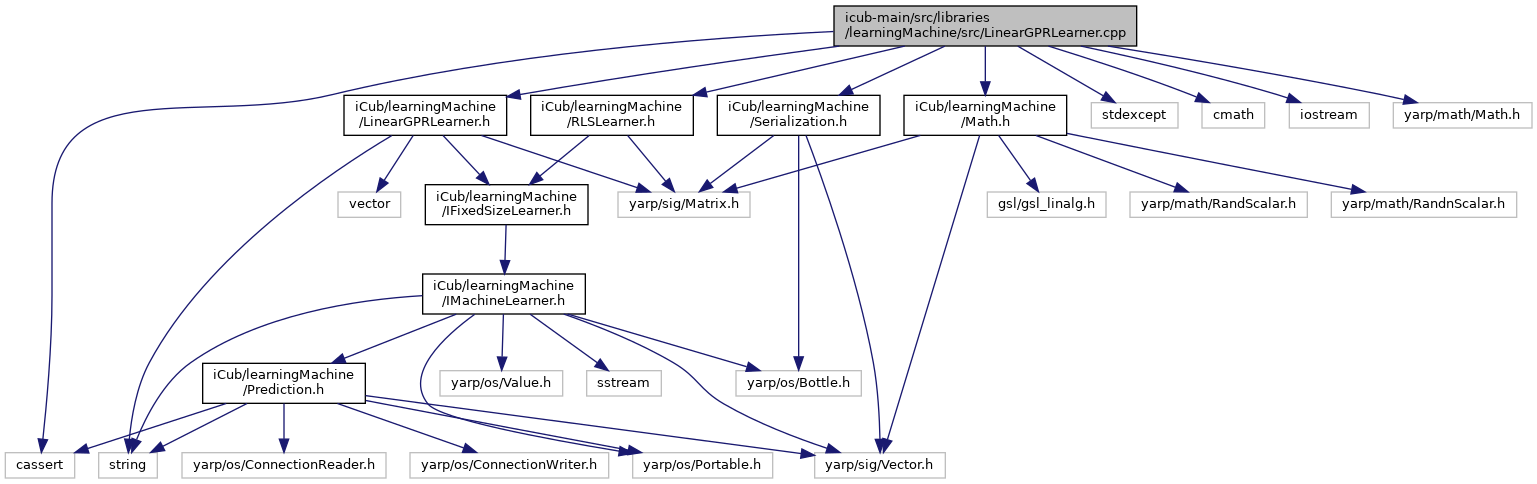 icub-main/src/libraries
/learningMachine/src/LinearGPRLearner.cpp
iCub/learningMachine
/LinearGPRLearner.h
iCub/learningMachine
/RLSLearner.h
iCub/learningMachine
/Serialization.h
iCub/learningMachine
/Math.h
stdexcept
cmath
iostream
yarp/math/Math.h
vector
iCub/learningMachine
/IFixedSizeLearner.h
yarp/sig/Matrix.h
gsl/gsl_linalg.h
yarp/math/RandScalar.h
yarp/math/RandnScalar.h
iCub/learningMachine
/IMachineLearner.h
iCub/learningMachine
/Prediction.h
yarp/os/Value.h
sstream
yarp/os/Bottle.h
cassert
string
yarp/os/ConnectionReader.h
yarp/os/ConnectionWriter.h
yarp/os/Portable.h
yarp/sig/Vector.h